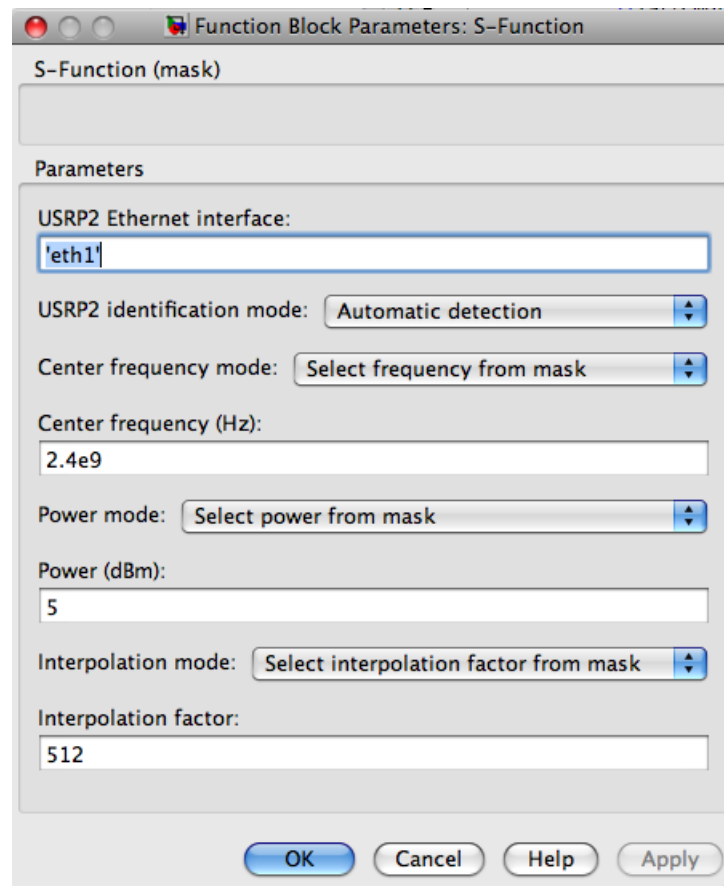 Function Block Parameters: S-Function
S-Function (mask)
Parameters
USRP2 Ethernet interface:
'eth1'
USRP2 identification mode: Automatic detection
Center frequency mode: Select frequency from mask
Center frequency (Hz):
2.4e9
Power mode: Select power from mask
Power (dBm):
5
Interpolation mode: Select interpolation factor from mask
Interpolation factor:
512
OK Cancel Help Apply